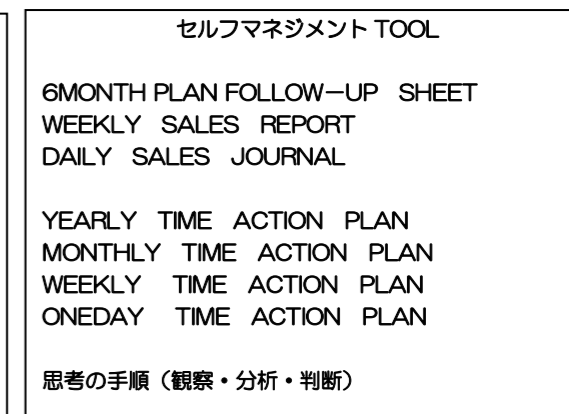 セルフマネジメント TOOL
6MONTH PLAN FOLLOW－UP SHEET
WEEKLY SALES REPORT
DAILY SALES JOURNAL
YEARLY TIME ACTION PLAN
MONTHLY TIME ACTION PLAN
WEEKLY TIME ACTION PLAN
ONEDAY TIME ACTION PLAN
思考の手順（観察・分析・判断）